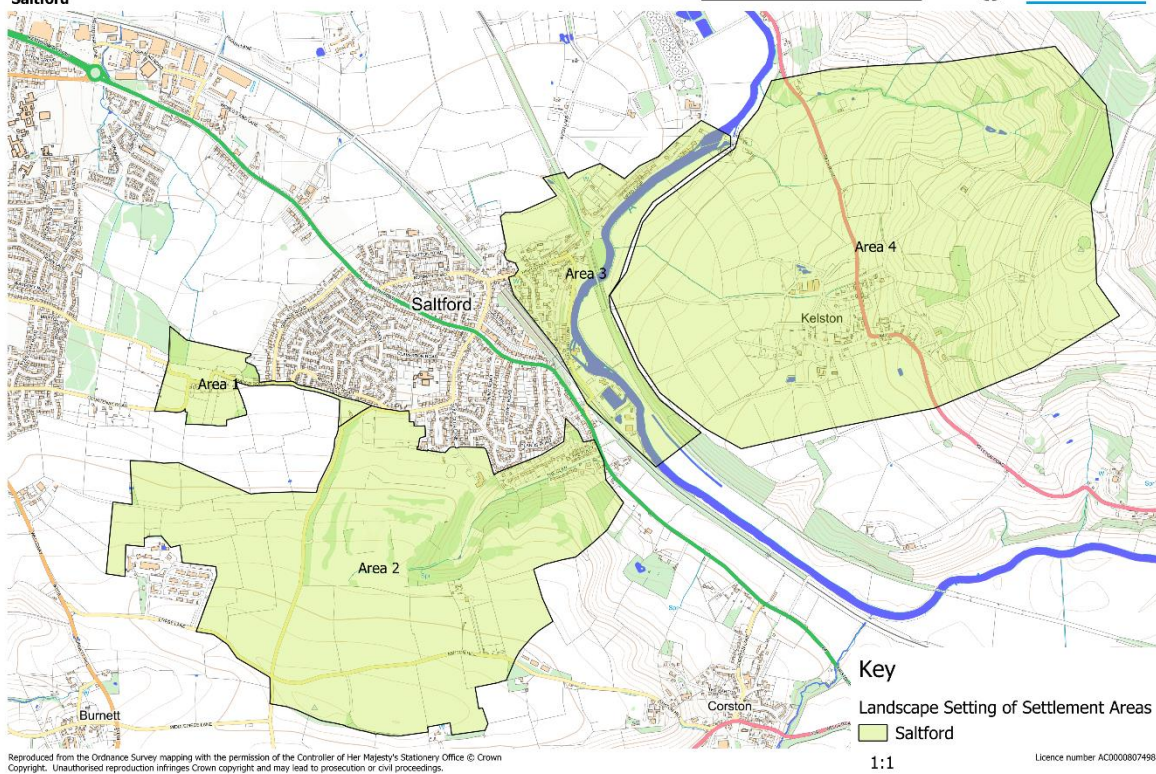 Saltford
Area 3
Area 4
Saltford
Kelston
Area 1
Area 2
Burnett
Corston
Key
Landscape Setting of Settlement Areas
Saltford
1:1
Reproduced from the Ordnance Survey mapping with the permission of the Controller of Her Majesty's Stationery Office © Crown
Copyright. Unauthorised reproduction infringes Crown copyright and may lead to prosecution or civil proceedings.
Licence number AC0000807498